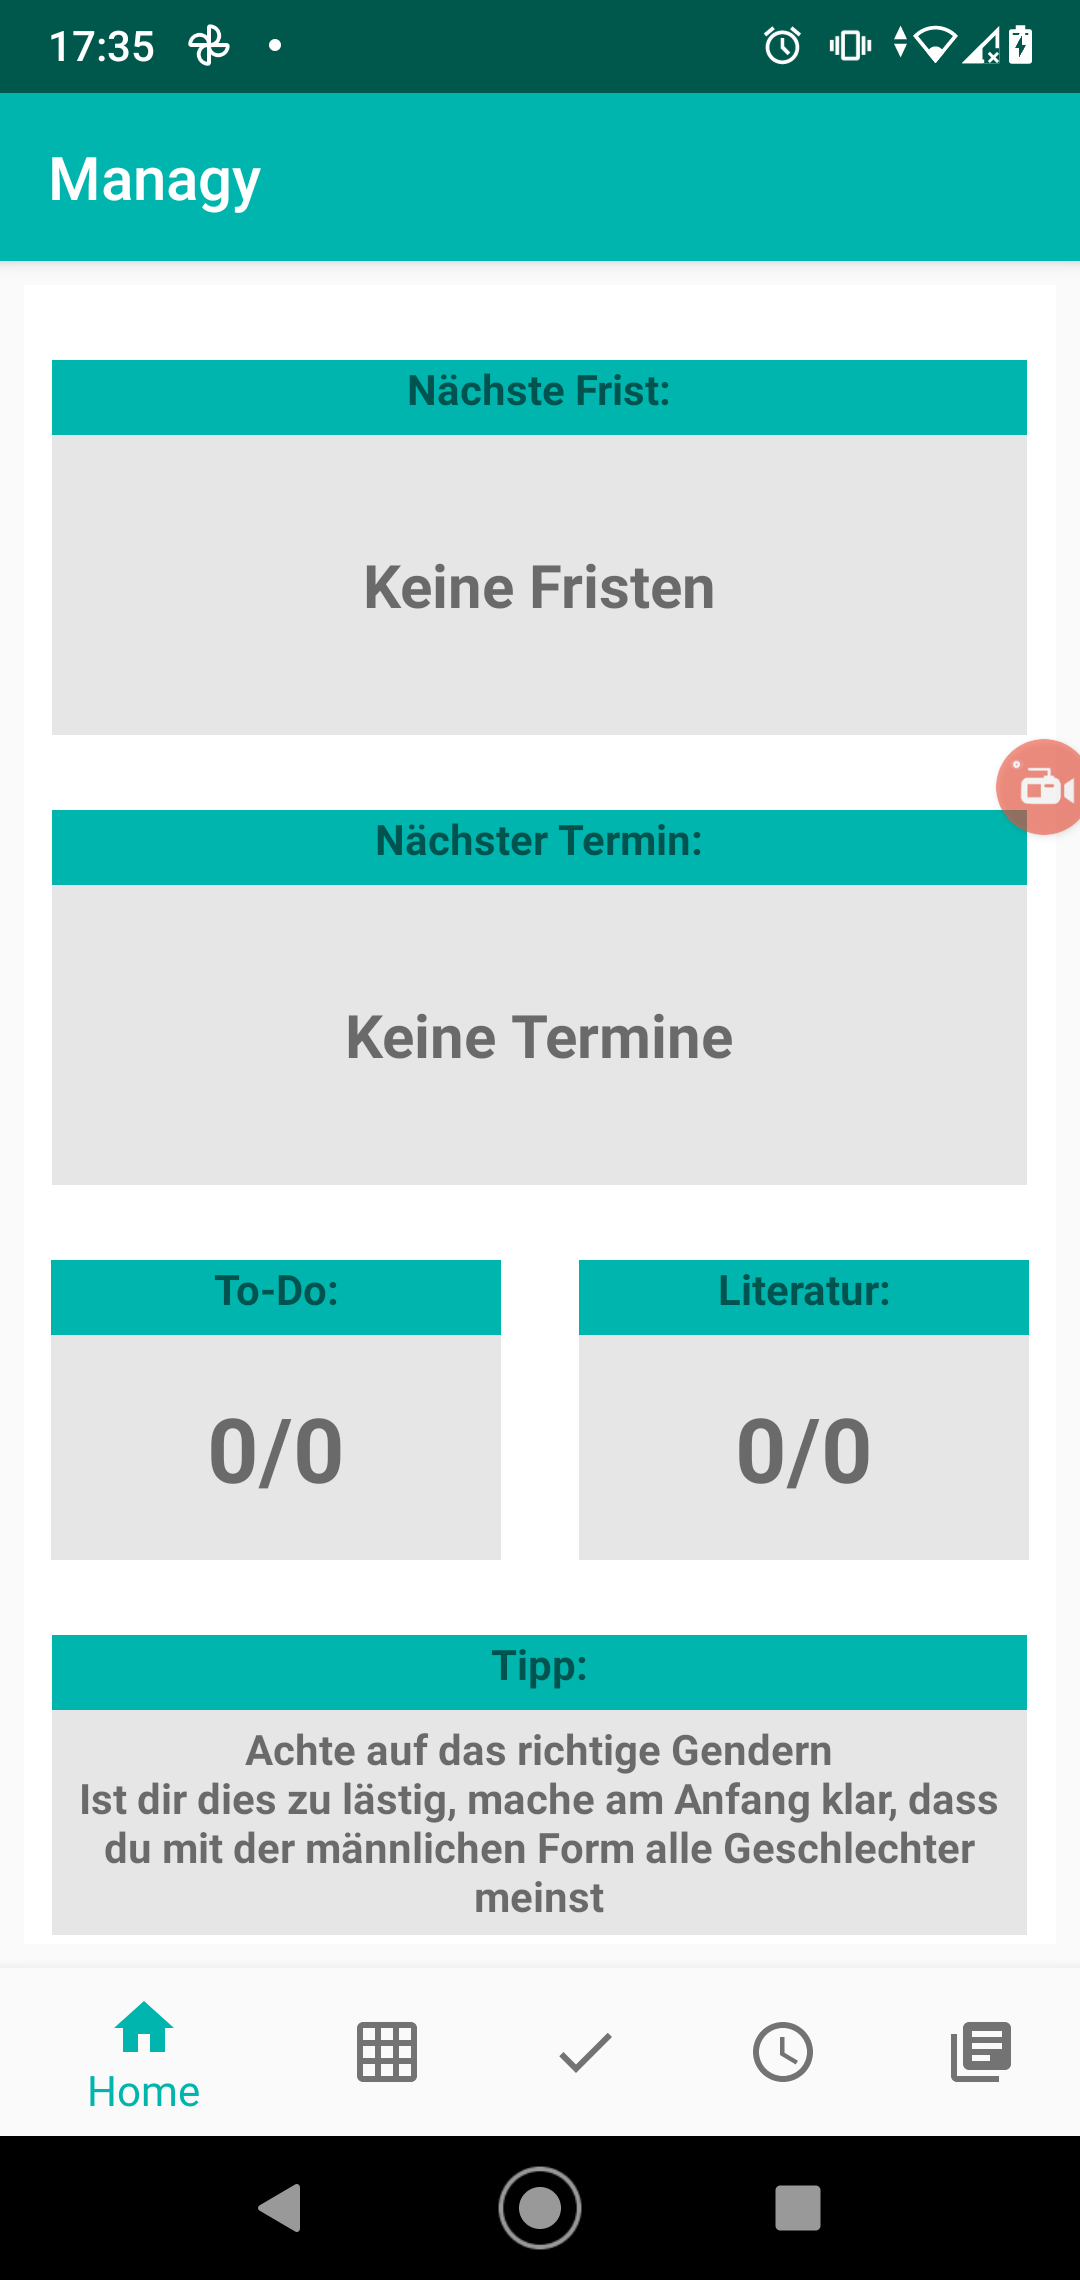 17:35
Managy
Nächste Frist:
Keine Fristen
Nächster Termin:
Keine Termine
To-Do:
Literatur:
0/0
0/0
Tipp:
Achte auf das richtige Gendern
Ist dir dies zu lästig, mache am Anfang klar, dass
du mit der männlichen Form alle Geschlechter
meinst
Home